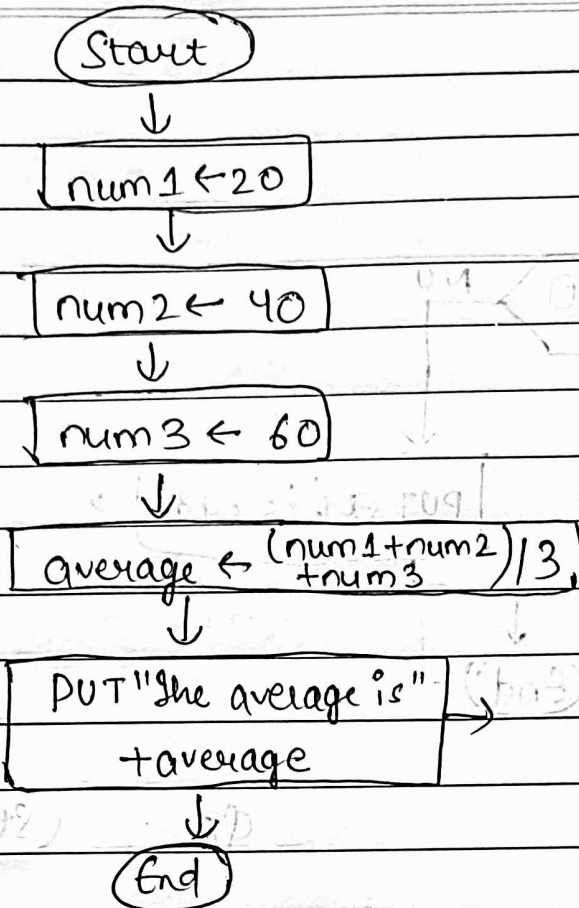 Start
num1 ← 20
num2 ← 40
num3 ← 60
average ← (num1+num2
+num3)/3
PUT "The average is"
+average
End